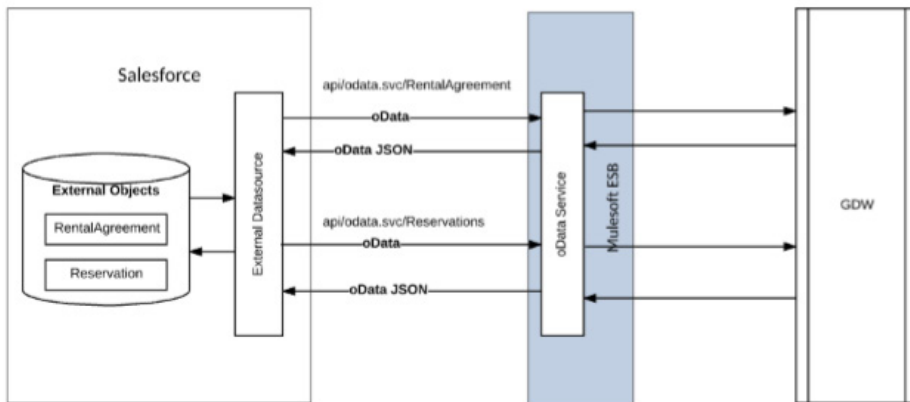 Salesforce
External Objects
RentalAgreement
Reservation
External Datasource
api/odata.svc/RentalAgreement
oData
oData JSON
api/odata.svc/Reservations
oData
oData JSON
oData Service
Mulesoft ESB
GDW